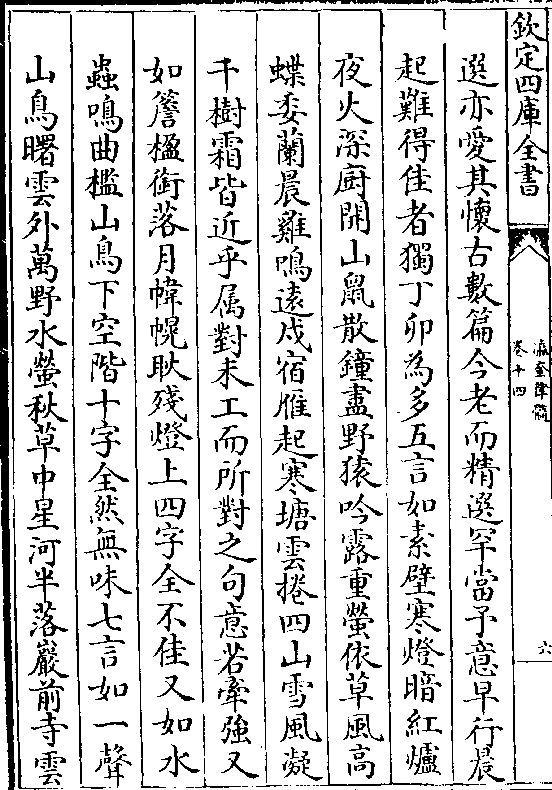 欽定四庫全書
瀛奎律髓
卷十四
六
選亦愛其懷古數篇今老而精選罕當予意早行晨
起難得佳者獨丁卯為多五言如素壁寒燈暗紅爐
夜火深廚開山鼠散鐘盡野猿吟露重螢依草風高
蝶委蘭晨雞鳴逺戍宿雁起寒塘雲捲四山雪風凝
千樹霜皆近乎属對未工而所對之句意若牽強又
如簷楹銜落月幃幌耿殘燈上四字全不佳又如水
蟲鳴曲檻山鳥下空階十字全然無味七言如一聲
山鳥曙雲外萬野水螢秋草中星河半落巖前寺雲